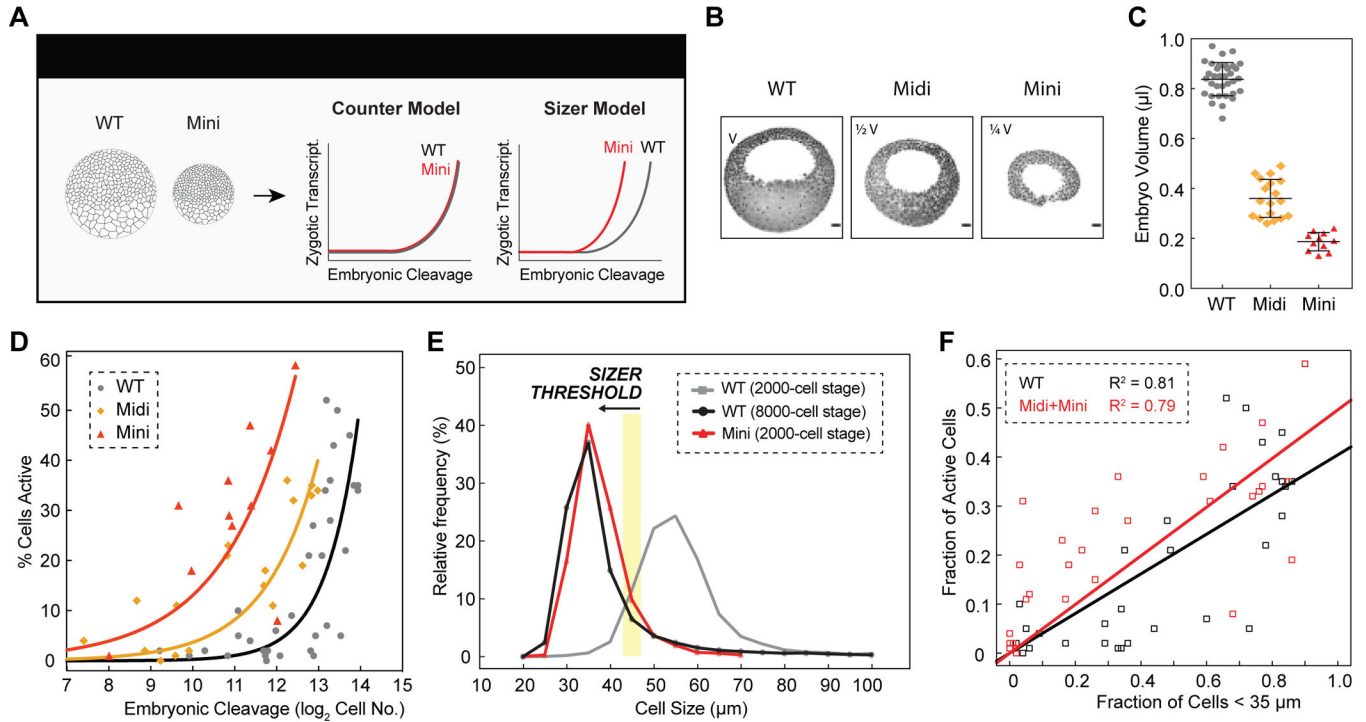 A
WT
Mini
Counter Model
Zygotic Transcript.
WT
Mini
Embryonic Cleavage
Sizer Model
Zygotic Transcript.
Mini
WT
Embryonic Cleavage
B
WT
Midi
Mini
V
½ V
¼ V
C
Embryo Volume (µl)
1.0
0.8
0.6
0.4
0.2
0.0
WT
Midi
Mini
D
% Cells Active
60
50
40
30
20
10
0
WT
Midi
Mini
7
8
9
10
11
12
13
14
15
Embryonic Cleavage (log2 Cell No.)
E
Relative frequency (%)
50
40
30
20
10
0
SIZER
THRESHOLD
WT (2000-cell stage)
WT (8000-cell stage)
Mini (2000-cell stage)
10
20
30
40
50
60
70
80
90
100
Cell Size (µm)
F
Fraction of Active Cells
0.6
0.5
0.4
0.3
0.2
0.1
0
WT R² = 0.81
Midi+Mini R² = 0.79
0
0.2
0.4
0.6
0.8
1.0
Fraction of Cells < 35 µm